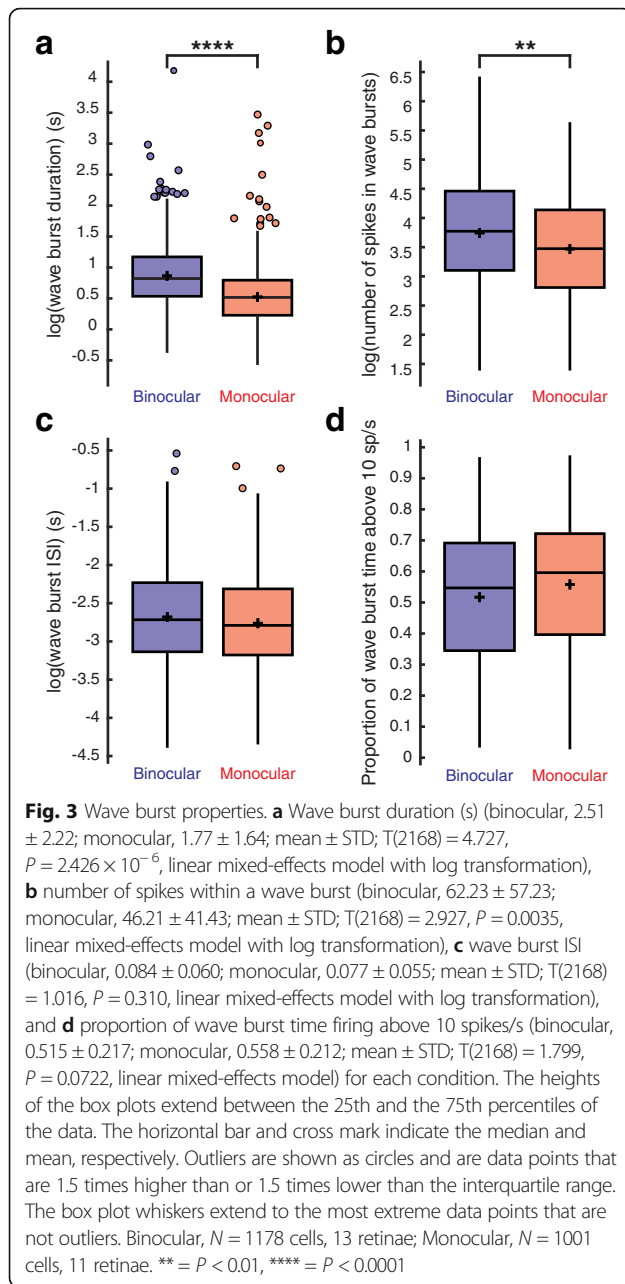 a
****
4
3.5
3
2.5
2
1.5
1
0.5
0
-0.5
log(wave burst duration) (s)
Binocular
Monocular
b
**
6.5
5.5
4.5
3.5
2.5
1.5
log(number of spikes in wave bursts)
Binocular
Monocular
c
-0.5
-1
-1.5
-2
-2.5
-3
-3.5
-4
-4.5
log(wave burst ISI) (s)
Binocular
Monocular
d
1
0.9
0.8
0.7
0.6
0.5
0.4
0.3
0.2
0.1
0
Proportion of wave burst time above 10 sp/s
Binocular
Monocular
Fig. 3 Wave burst properties. a Wave burst duration (s) (binocular, 2.51
± 2.22; monocular, 1.77 ± 1.64; mean ± STD; T(2168) = 4.727,
P = 2.426 × 10⁻⁶, linear mixed-effects model with log transformation),
b number of spikes within a wave burst (binocular, 62.23 ± 57.23;
monocular, 46.21 ± 41.43; mean ± STD; T(2168) = 2.927, P = 0.0035,
linear mixed-effects model with log transformation), c wave burst ISI
(binocular, 0.084 ± 0.060; monocular, 0.077 ± 0.055; mean ± STD; T(2168)
= 1.016, P = 0.310, linear mixed-effects model with log transformation),
and d proportion of wave burst time firing above 10 spikes/s (binocular,
0.515 ± 0.217; monocular, 0.558 ± 0.212; mean ± STD; T(2168) = 1.799,
P = 0.0722, linear mixed-effects model) for each condition. The heights
of the box plots extend between the 25th and the 75th percentiles of
the data. The horizontal bar and cross mark indicate the median and
mean, respectively. Outliers are shown as circles and are data points that
are 1.5 times higher than or 1.5 times lower than the interquartile range.
The box plot whiskers extend to the most extreme data points that are
not outliers. Binocular, N = 1178 cells, 13 retinae; Monocular, N = 1001
cells, 11 retinae. ** = P < 0.01, **** = P < 0.0001